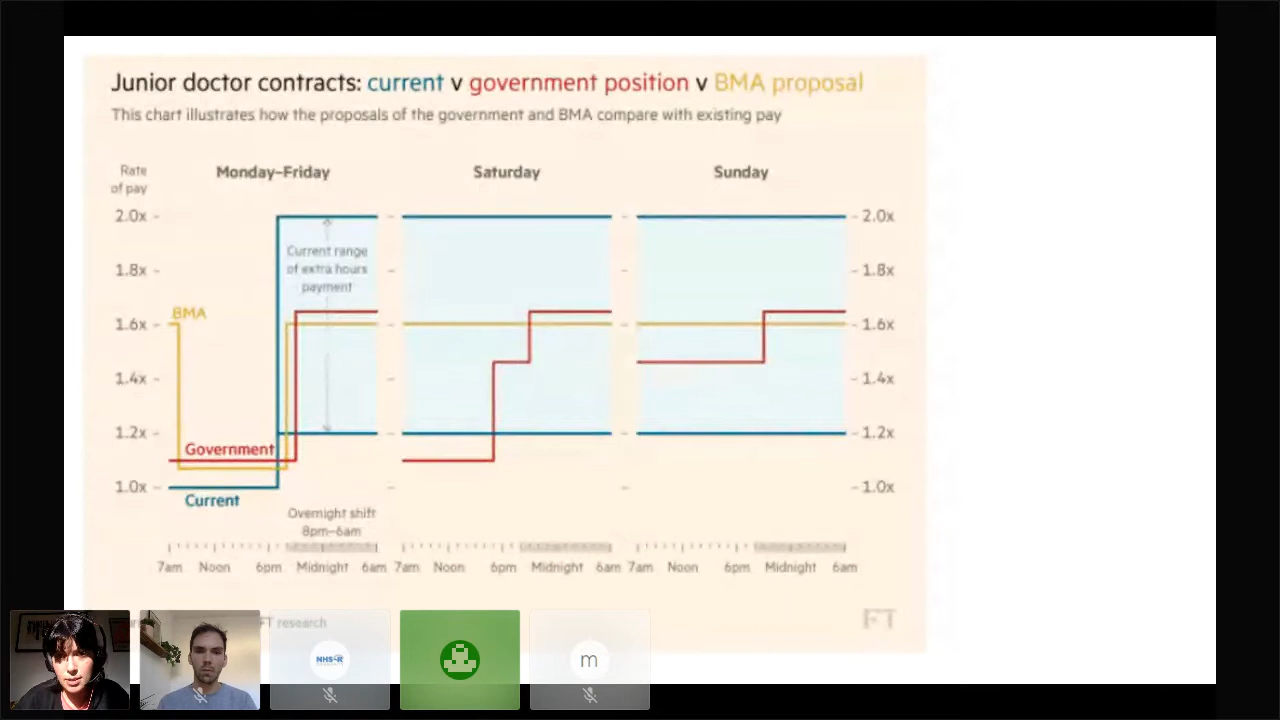 Junior doctor contracts: current v government position v BMA proposal
This chart illustrates how the proposals of the government and BMA compare with existing pay
Rate
of pay
Monday–Friday
Saturday
Sunday
2.0x
2.0x
Current range
of extra hours
payment
1.8x
1.8x
BMA
1.6x
1.6x
1.4x
1.4x
1.2x
1.2x
Government
1.0x
1.0x
Current
Overnight shift
8pm–6am
7am Noon 6pm Midnight 6am 7am Noon 6pm Midnight 6am 7am Noon 6pm Midnight 6am
FT research
FT
NHS-R
m